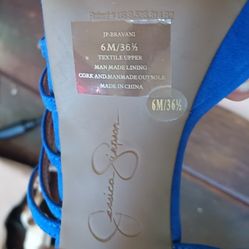 JP-BRAVANI
6M/36½
TEXTILE UPPER
MAN MADE LINING
CORK AND MANMADE OUTSOLE
MADE IN CHINA
6M/36½
Jessica Simpson